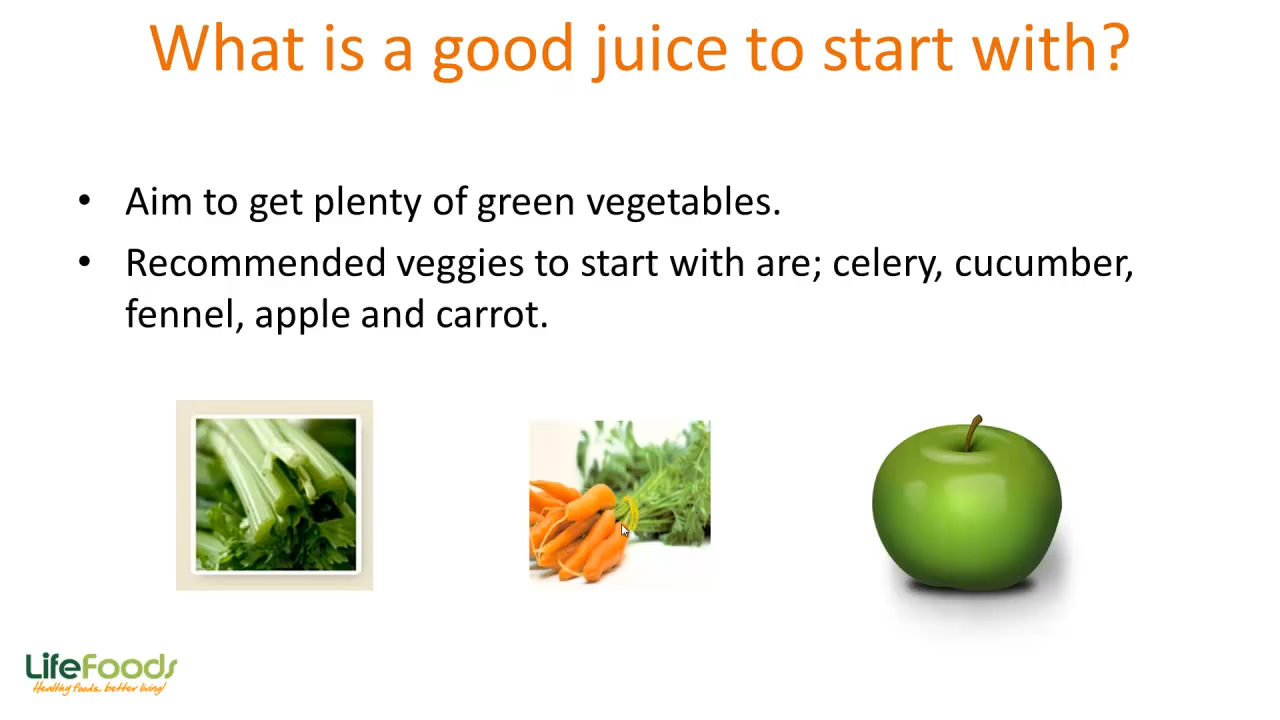 What is a good juice to start with?
• Aim to get plenty of green vegetables.
• Recommended veggies to start with are; celery, cucumber,
fennel, apple and carrot.
LifeFoods
Healthy foods, better living!